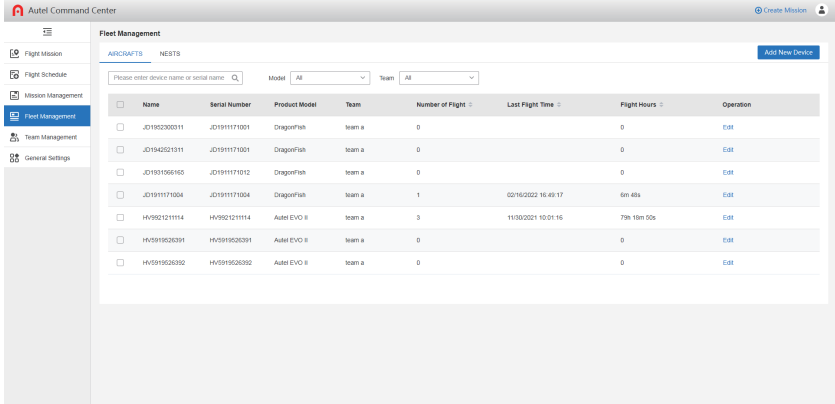 Autel Command Center
Create Mission
Fleet Management
Flight Mission
AIRCRAFTS NESTS
Add New Device
Flight Schedule
Please enter device name or serial name
Model All
Team All
Mission Management
Name Serial Number Product Model Team Number of Flight Last Flight Time Flight Hours Operation
Fleet Management
JD1952300311 JD1911171001 DragonFish team a 0 0 Edit
Team Management
JD1942521311 JD1911171001 DragonFish team a 0 0 Edit
General Settings
JD1931566165 JD1911171012 DragonFish team a 0 0 Edit
JD1911171004 JD1911171004 DragonFish team a 1 02/16/2022 16:49:17 6m 48s Edit
HV9921211114 HV9921211114 Autel EVO II team a 3 11/30/2021 10:01:16 79h 18m 50s Edit
HV5919526391 HV5919526391 Autel EVO II team a 0 0 Edit
HV5919526392 HV5919526392 Autel EVO II team a 0 0 Edit